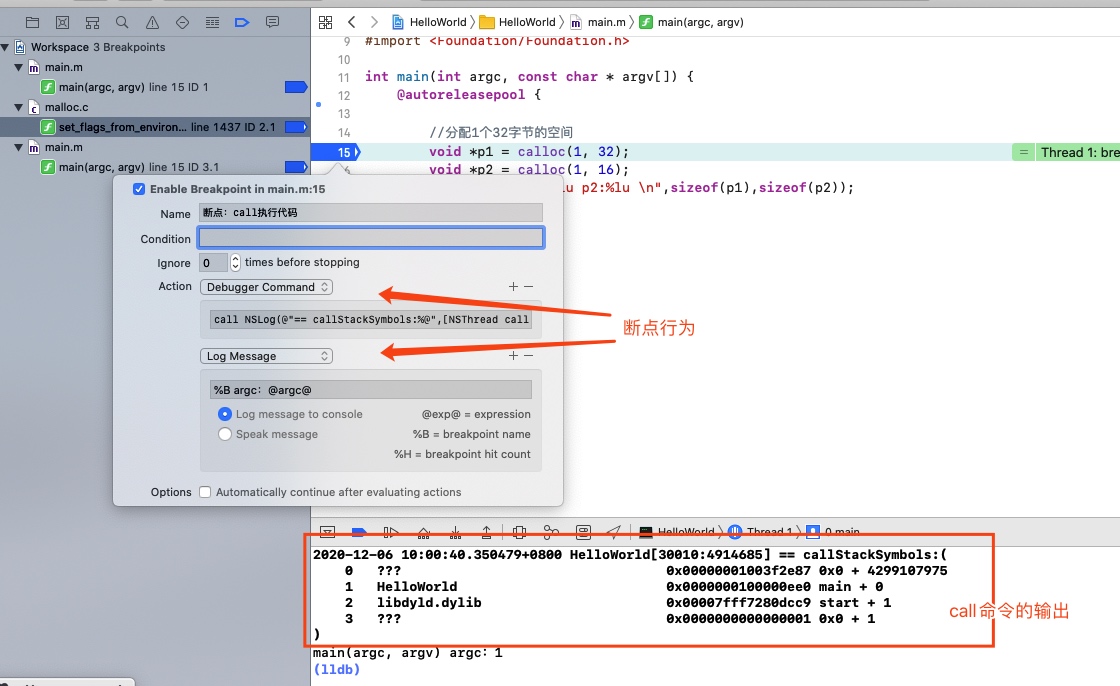 HelloWorld 〉 HelloWorld 〉 main.m 〉 main(argc, argv)
Workspace 3 Breakpoints
main.m
main(argc, argv) line 15 ID 1
malloc.c
set_flags_from_environ... line 1437 ID 2.1
main.m
main(argc, argv) line 15 ID 3.1
9 #import <Foundation/Foundation.h>
10
11 int main(int argc, const char * argv[]) {
12 @autoreleasepool {
13
14 //分配1个32字节的空间
15 void *p1 = calloc(1, 32);
= Thread 1: bre
void *p2 = calloc(1, 16);
lu p2:%lu \n",sizeof(p1),sizeof(p2));
Enable Breakpoint in main.m:15
Name 断点：call执行代码
Condition
Ignore 0 times before stopping
Action Debugger Command
call NSLog(@"== callStackSymbols:%@",[NSThread call
断点行为
Log Message
%B argc：@argc@
Log message to console @exp@ = expression
Speak message %B = breakpoint name
%H = breakpoint hit count
Options Automatically continue after evaluating actions
HelloWorld 〉 Thread 1 〉 0 main
2020-12-06 10:00:40.350479+0800 HelloWorld[30010:4914685] == callStackSymbols:(
0 ??? 0x00000001003f2e87 0x0 + 4299107975
1 HelloWorld 0x0000000100000ee0 main + 0
2 libdyld.dylib 0x00007fff7280dcc9 start + 1
3 ??? 0x0000000000000001 0x0 + 1
)
call命令的输出
main(argc, argv) argc：1
(lldb)